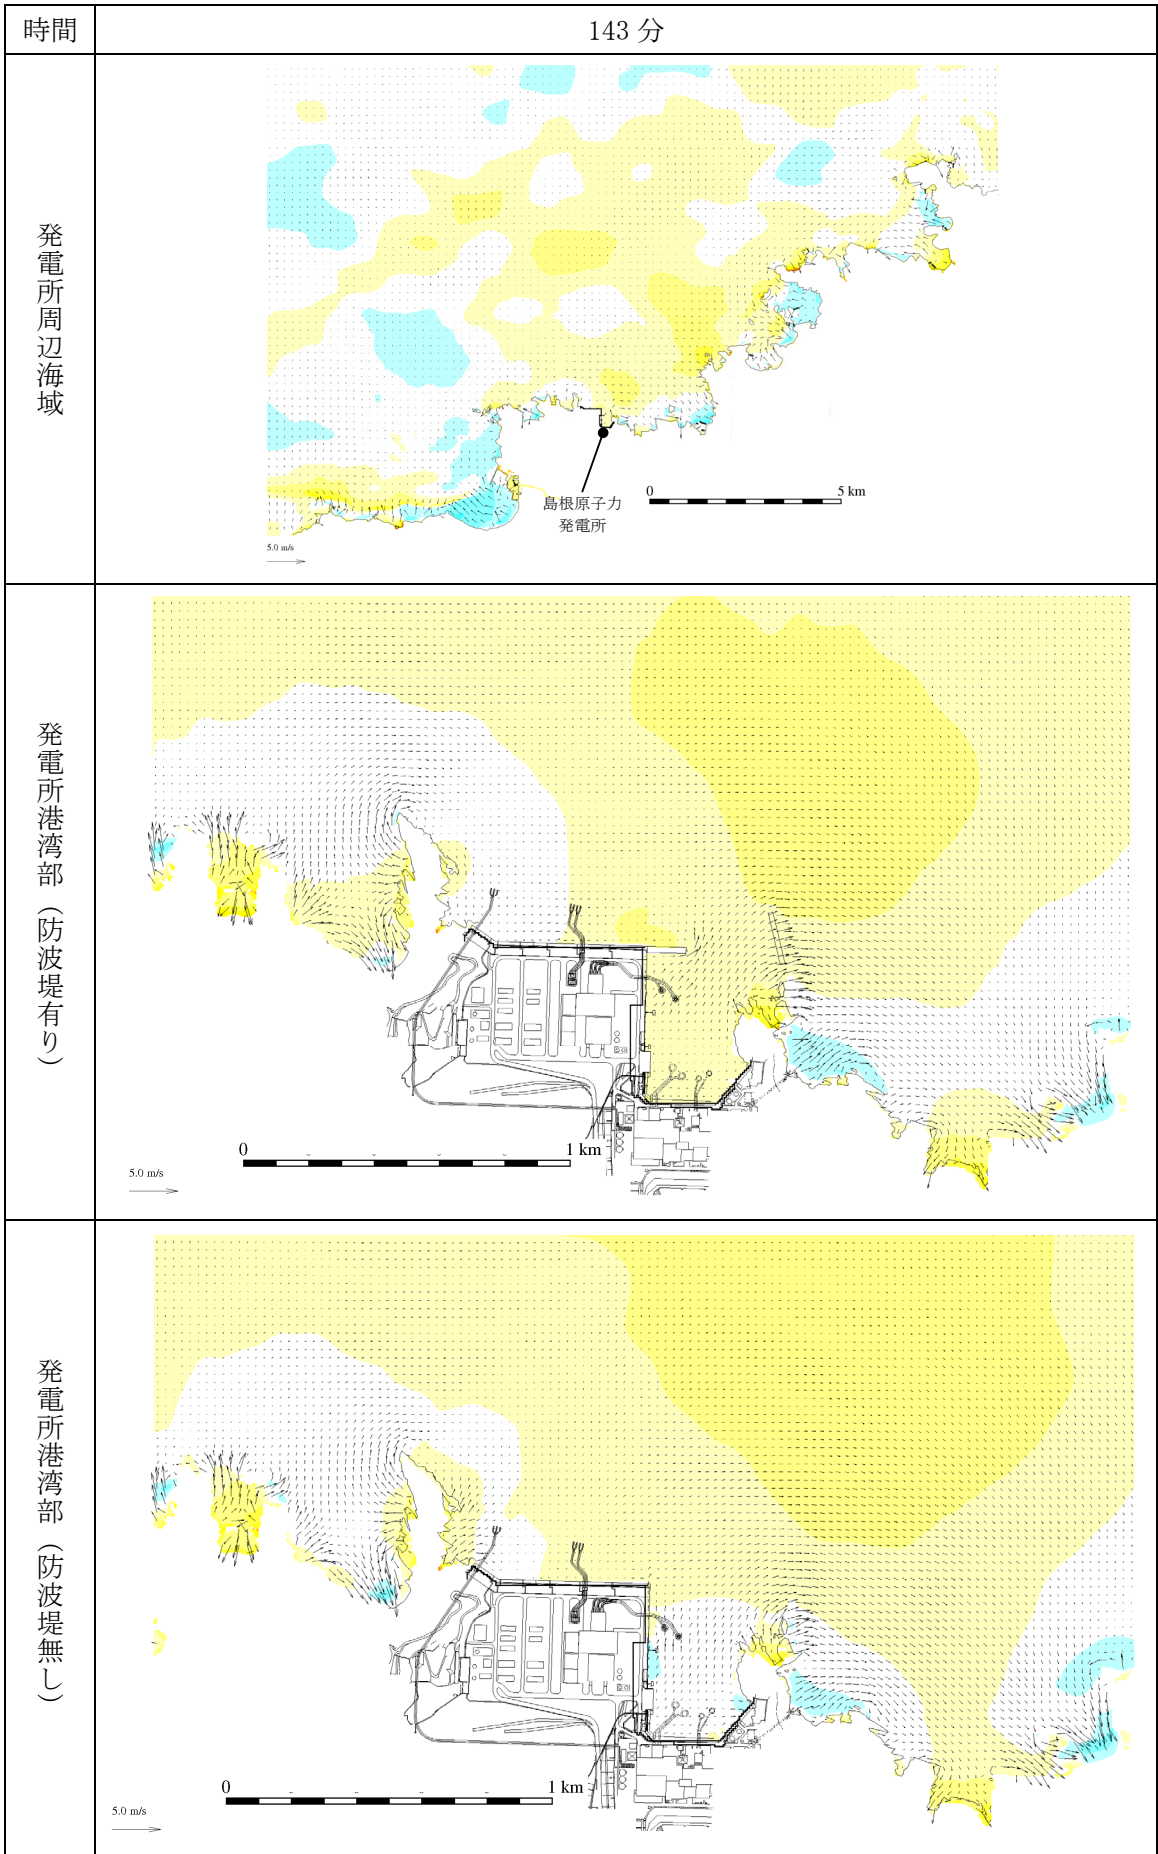 時間
143 分
発電所周辺海域
島根原子力
発電所
0
5 km
5.0 m/s
発電所港湾部（防波堤有り）
0
1 km
5.0 m/s
発電所港湾部（防波堤無し）
0
1 km
5.0 m/s